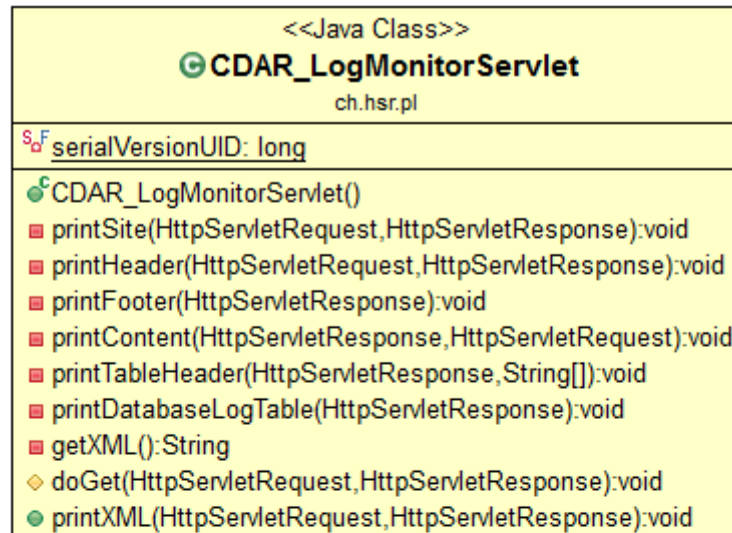 <<Java Class>>
CDAR_LogMonitorServlet
ch.hsr.pl
serialVersionUID: long
CDAR_LogMonitorServlet()
printSite(HttpServletRequest,HttpServletResponse):void
printHeader(HttpServletRequest,HttpServletResponse):void
printFooter(HttpServletResponse):void
printContent(HttpServletResponse,HttpServletRequest):void
printTableHeader(HttpServletResponse,String[]):void
printDatabaseLogTable(HttpServletResponse):void
getXML():String
doGet(HttpServletRequest,HttpServletResponse):void
printXML(HttpServletRequest,HttpServletResponse):void